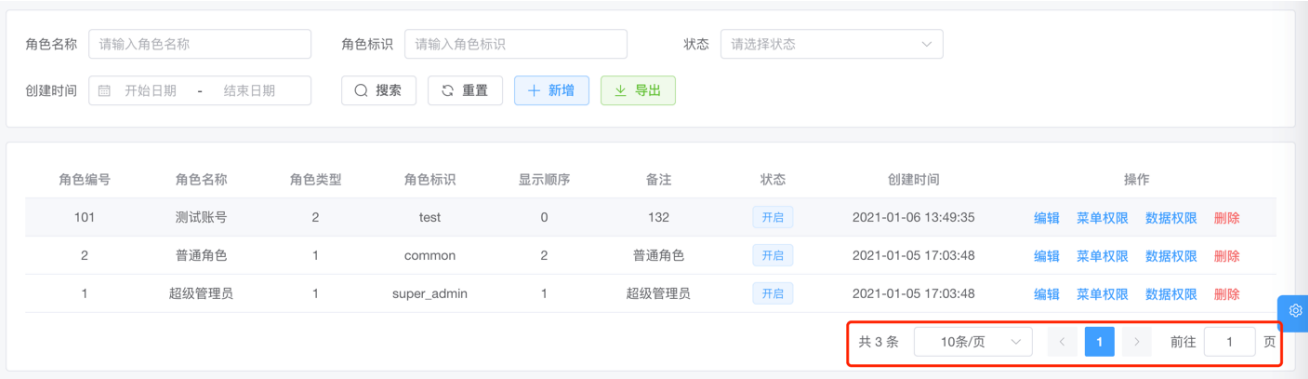 角色名称 请输入角色名称 角色标识 请输入角色标识 状态 请选择状态
创建时间 开始日期 - 结束日期 搜索 重置 新增 导出
角色编号 角色名称 角色类型 角色标识 显示顺序 备注 状态 创建时间 操作
101 测试账号 2 test 0 132 开启 2021-01-06 13:49:35 编辑 菜单权限 数据权限 删除
2 普通角色 1 common 2 普通角色 开启 2021-01-05 17:03:48 编辑 菜单权限 数据权限 删除
1 超级管理员 1 super_admin 1 超级管理员 开启 2021-01-05 17:03:48 编辑 菜单权限 数据权限 删除
共 3 条 10条/页 1 前往 1 页